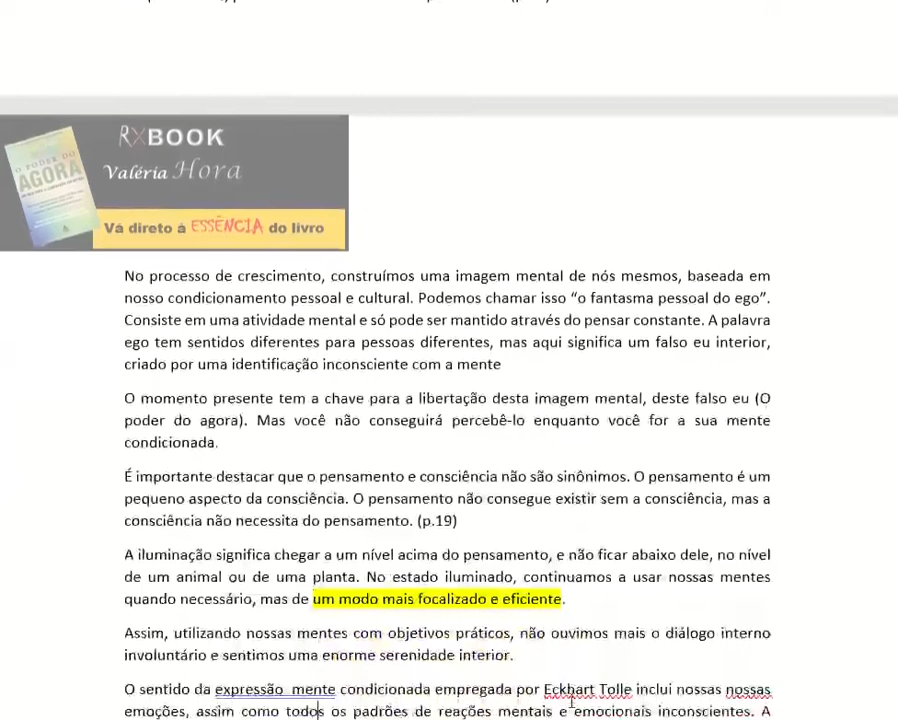 RXBOOK
Valéria Hora
O PODER DO
AGORA
Vá direto à ESSÊNCIA do livro
No processo de crescimento, construímos uma imagem mental de nós mesmos, baseada em
nosso condicionamento pessoal e cultural. Podemos chamar isso “o fantasma pessoal do ego”.
Consiste em uma atividade mental e só pode ser mantido através do pensar constante. A palavra
ego tem sentidos diferentes para pessoas diferentes, mas aqui significa um falso eu interior,
criado por uma identificação inconsciente com a mente
O momento presente tem a chave para a libertação desta imagem mental, deste falso eu (O
poder do agora). Mas você não conseguirá percebê-lo enquanto você for a sua mente
condicionada.
É importante destacar que o pensamento e consciência não são sinônimos. O pensamento é um
pequeno aspecto da consciência. O pensamento não consegue existir sem a consciência, mas a
consciência não necessita do pensamento. (p.19)
A iluminação significa chegar a um nível acima do pensamento, e não ficar abaixo dele, no nível
de um animal ou de uma planta. No estado iluminado, continuamos a usar nossas mentes
quando necessário, mas de um modo mais focalizado e eficiente.
Assim, utilizando nossas mentes com objetivos práticos, não ouvimos mais o diálogo interno
involuntário e sentimos uma enorme serenidade interior.
O sentido da expressão mente condicionada empregada por Eckhart Tolle inclui nossas nossas
emoções, assim como todos os padrões de reações mentais e emocionais inconscientes. A